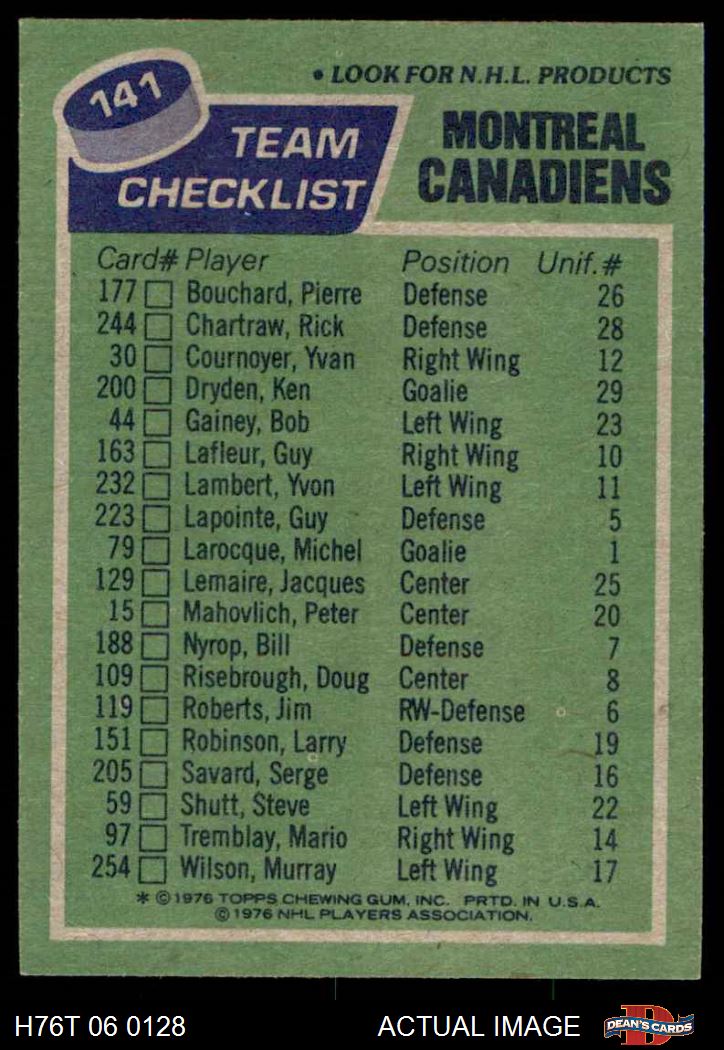 141
• LOOK FOR N.H.L. PRODUCTS
TEAM CHECKLIST
MONTREAL CANADIENS
Card# Player Position Unif.#
177 Bouchard, Pierre Defense 26
244 Chartraw, Rick Defense 28
30 Cournoyer, Yvan Right Wing 12
200 Dryden, Ken Goalie 29
44 Gainey, Bob Left Wing 23
163 Lafleur, Guy Right Wing 10
232 Lambert, Yvon Left Wing 11
223 Lapointe, Guy Defense 5
79 Larocque, Michel Goalie 1
129 Lemaire, Jacques Center 25
15 Mahovlich, Peter Center 20
188 Nyrop, Bill Defense 7
109 Risebrough, Doug Center 8
119 Roberts, Jim RW-Defense 6
151 Robinson, Larry Defense 19
205 Savard, Serge Defense 16
59 Shutt, Steve Left Wing 22
97 Tremblay, Mario Right Wing 14
254 Wilson, Murray Left Wing 17
* ©1976 TOPPS CHEWING GUM, INC. PRTD. IN U.S.A.
©1976 NHL PLAYERS ASSOCIATION.
H76T 06 0128 ACTUAL IMAGE DEAN'S CARDS